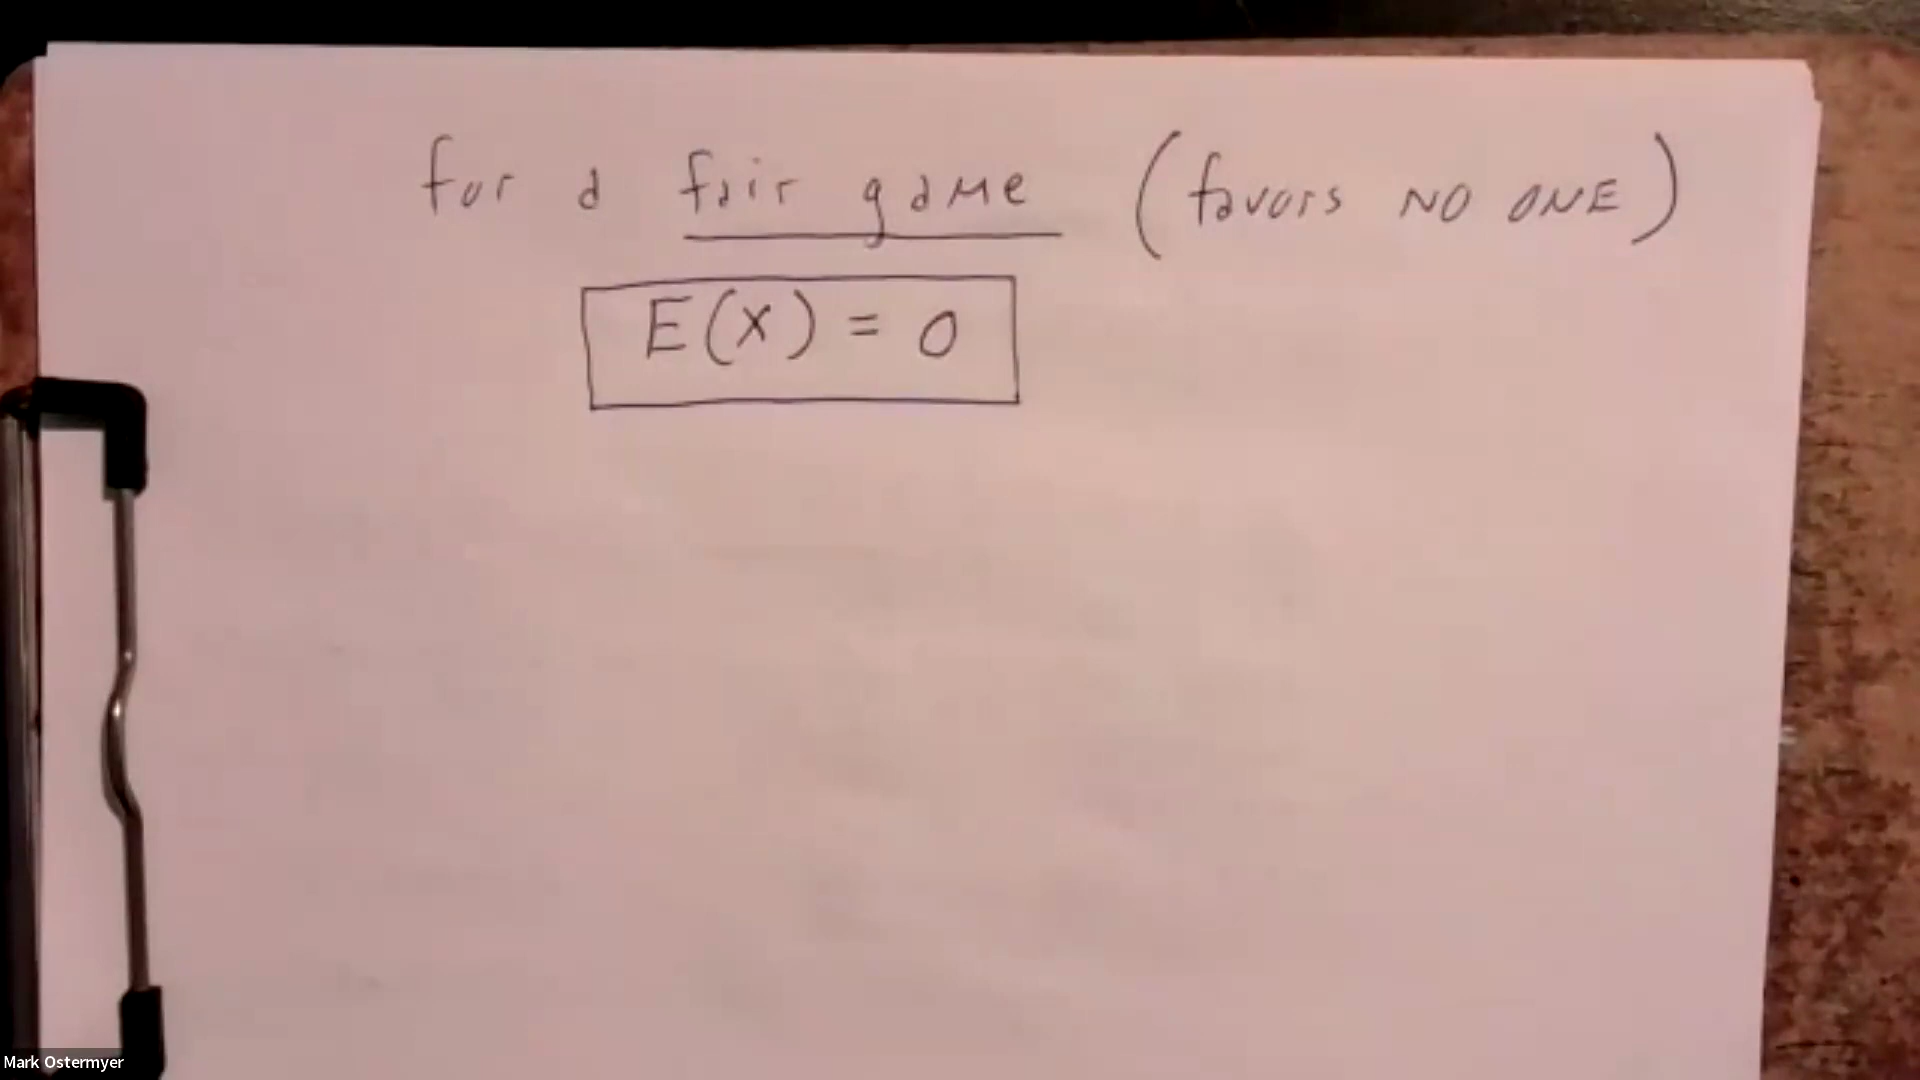 for a fair game (favors NO ONE)
E(X) = 0
Mark Ostermyer